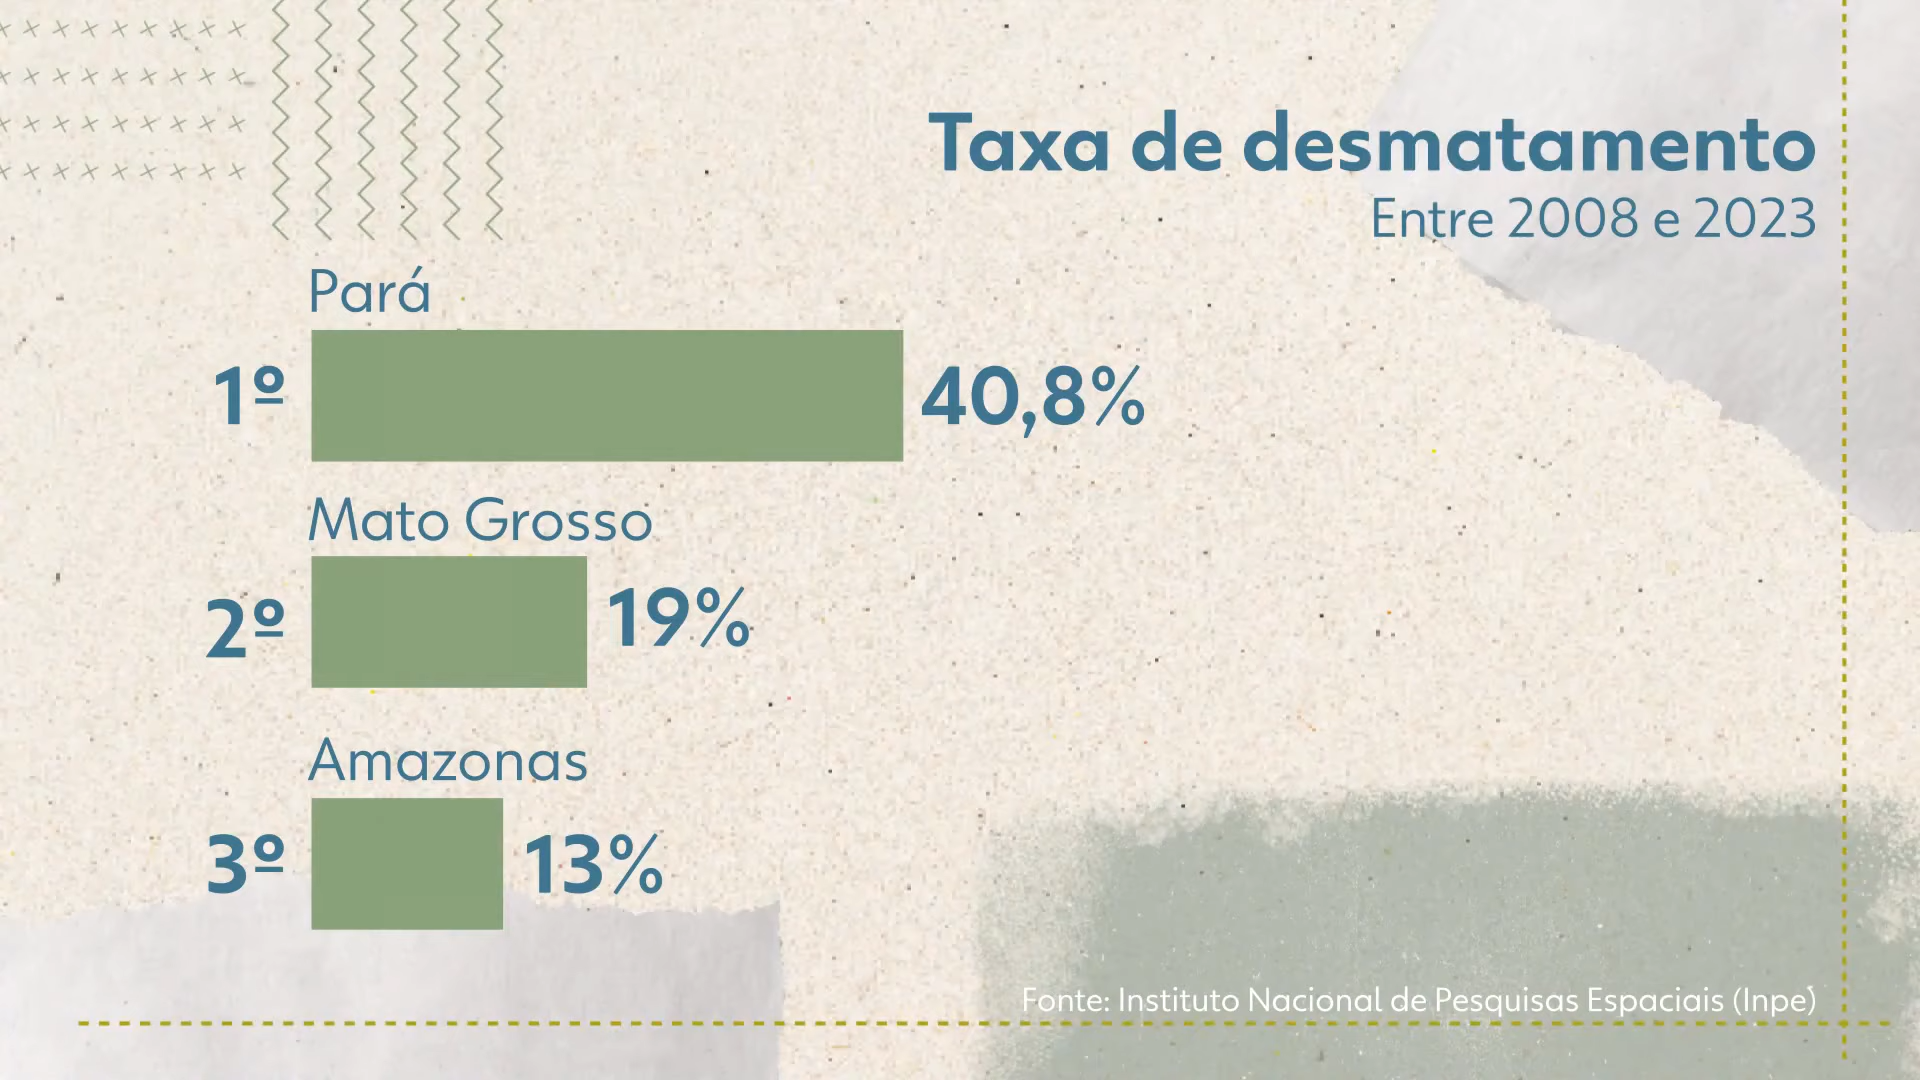 Taxa de desmatamento
Entre 2008 e 2023
Pará
1º 40,8%
Mato Grosso
2º 19%
Amazonas
3º 13%
Fonte: Instituto Nacional de Pesquisas Espaciais (Inpe)